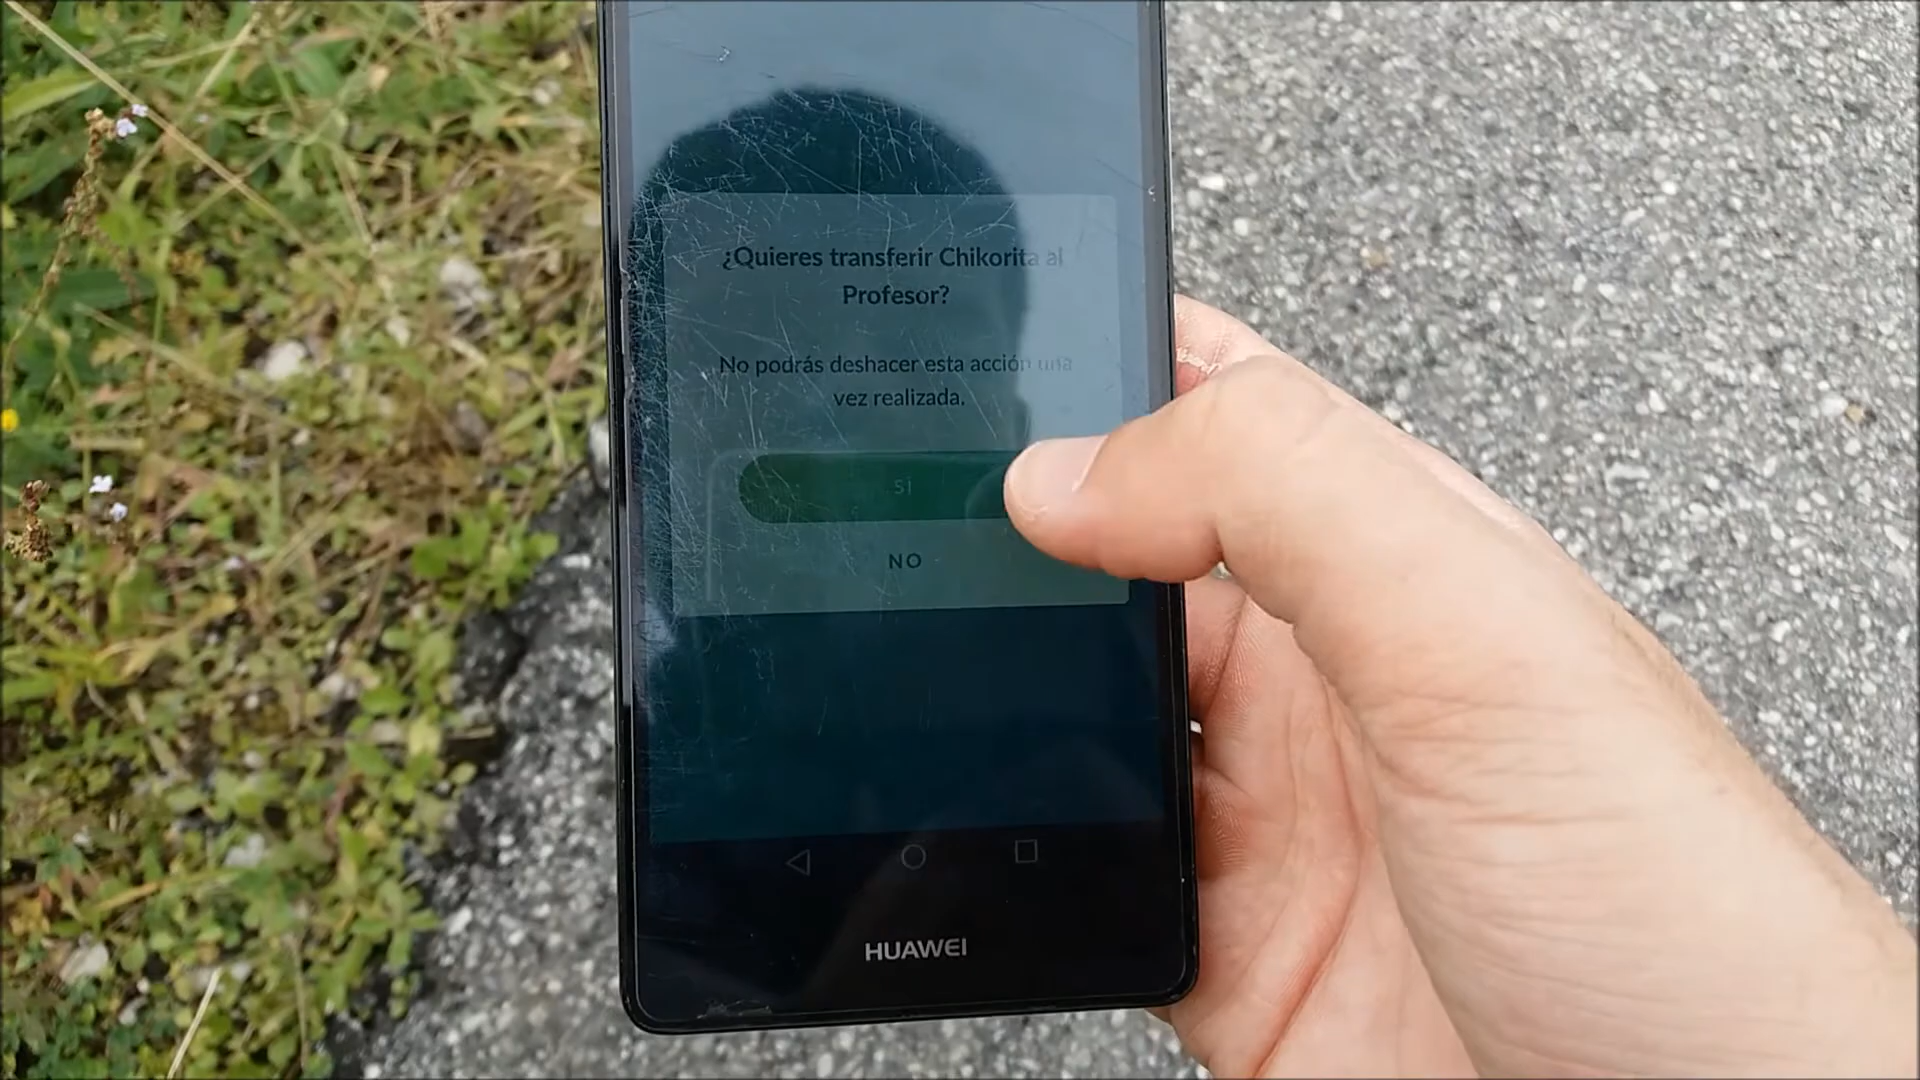 ¿Quieres transferir Chikorita al
Profesor?
No podrás deshacer esta acción una
vez realizada.
SÍ
NO
HUAWEI